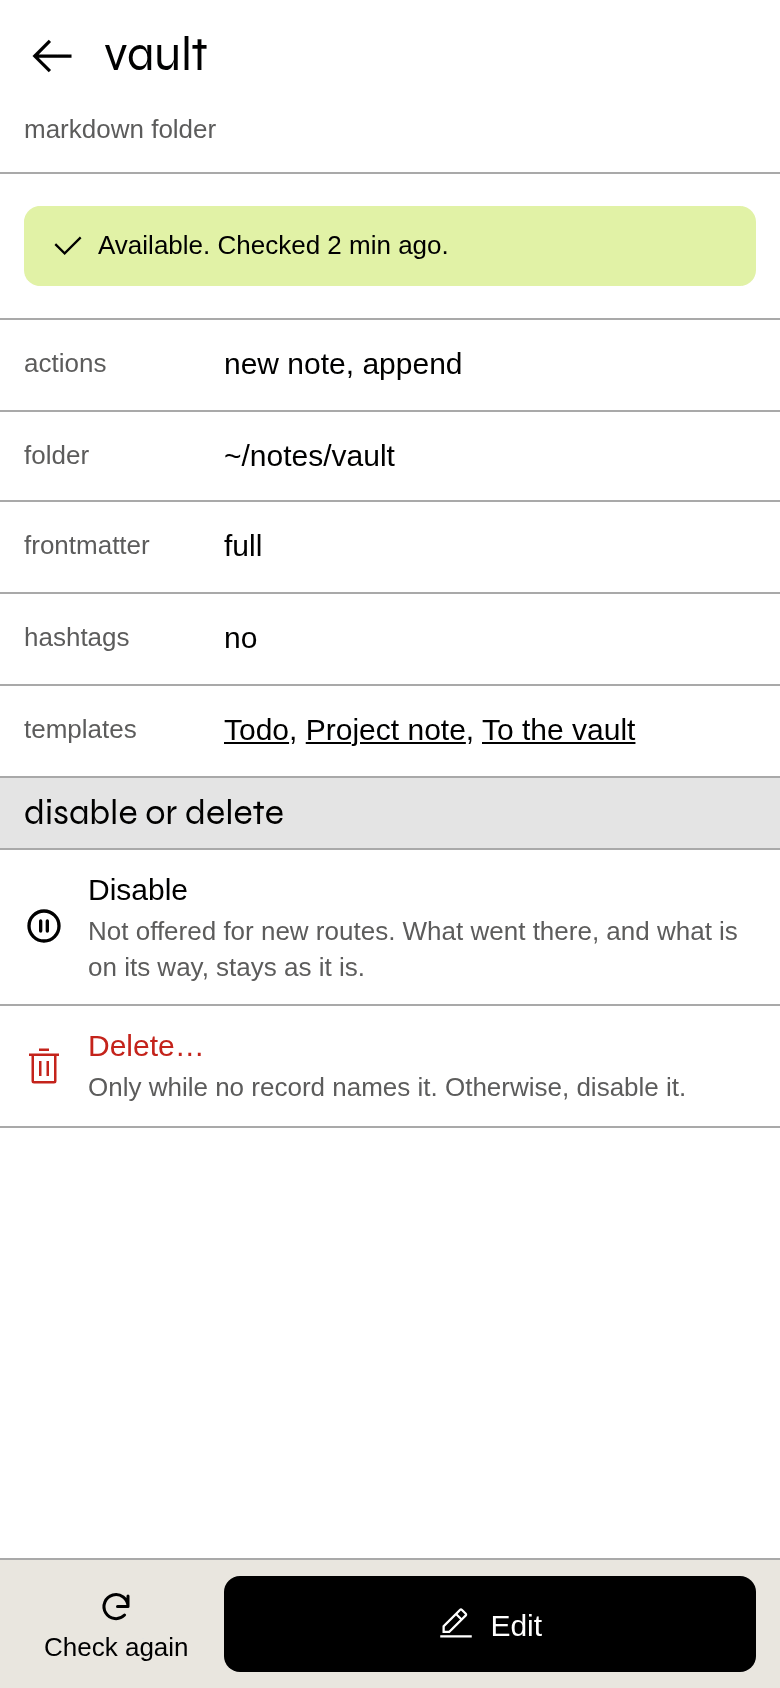 vault
markdown folder
Available. Checked 2 min ago.
actions new note, append
folder ~/notes/vault
frontmatter full
hashtags no
templates Todo, Project note, To the vault
disable or delete
Disable
Not offered for new routes. What went there, and what is
on its way, stays as it is.
Delete…
Only while no record names it. Otherwise, disable it.
Check again
Edit